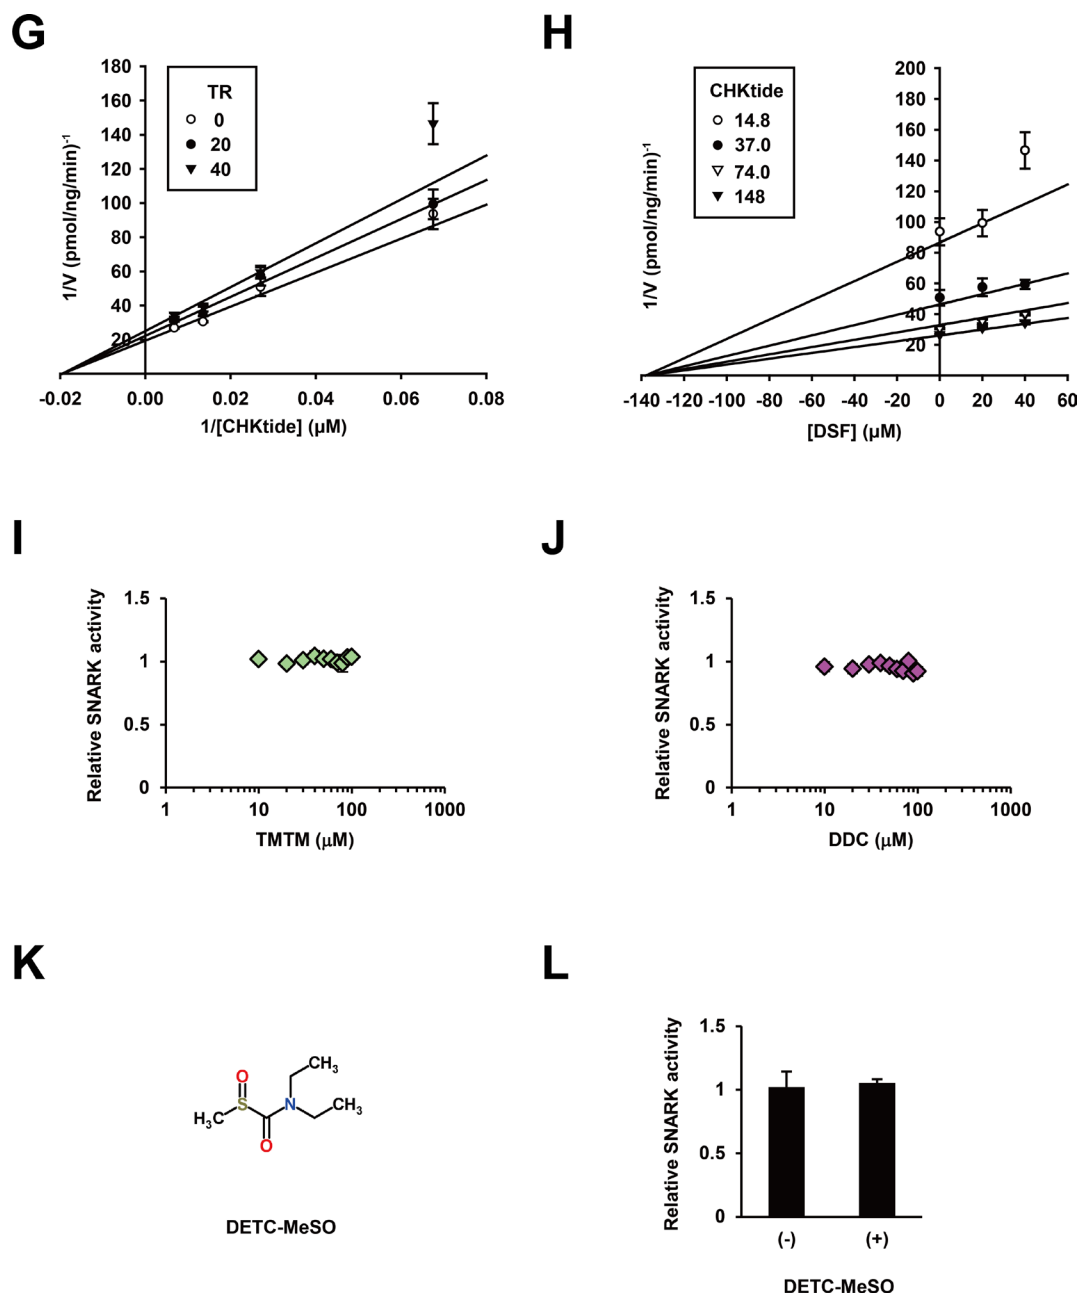 G
1/V (pmol/ng/min)-1
180
160
140
120
100
80
60
40
20
TR
0
20
40
-0.02 0.00 0.02 0.04 0.06 0.08
1/[CHKtide] (µM)
H
1/V (pmol/ng/min)-1
CHKtide
14.8
37.0
74.0
148
200
180
160
140
120
100
80
60
40
20
-140 -120 -100 -80 -60 -40 -20 0 20 40 60
[DSF] (µM)
I
Relative SNARK activity
1.5
1
0.5
0
1 10 100 1000
TMTM (µM)
J
Relative SNARK activity
1.5
1
0.5
0
1 10 100 1000
DDC (µM)
K
O
CH3
S N CH3
H3C
O
DETC-MeSO
L
Relative SNARK activity
1.5
1
0.5
0
(-) (+)
DETC-MeSO